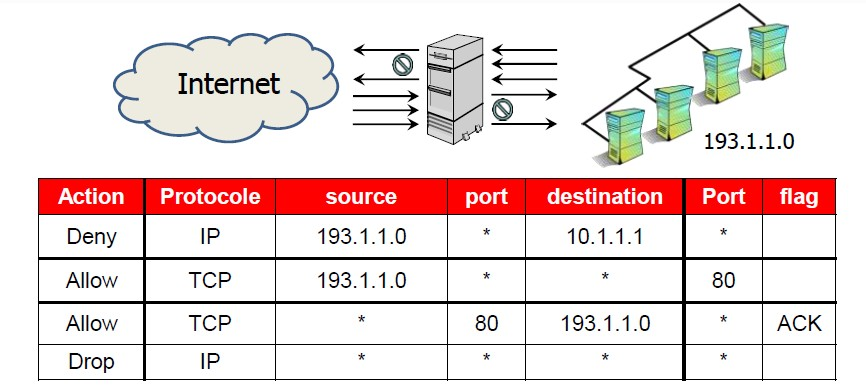 Internet
193.1.1.0
Action Protocole source port destination Port flag
Deny IP 193.1.1.0 * 10.1.1.1 *
Allow TCP 193.1.1.0 * * 80
Allow TCP * 80 193.1.1.0 * ACK
Drop IP * * * *